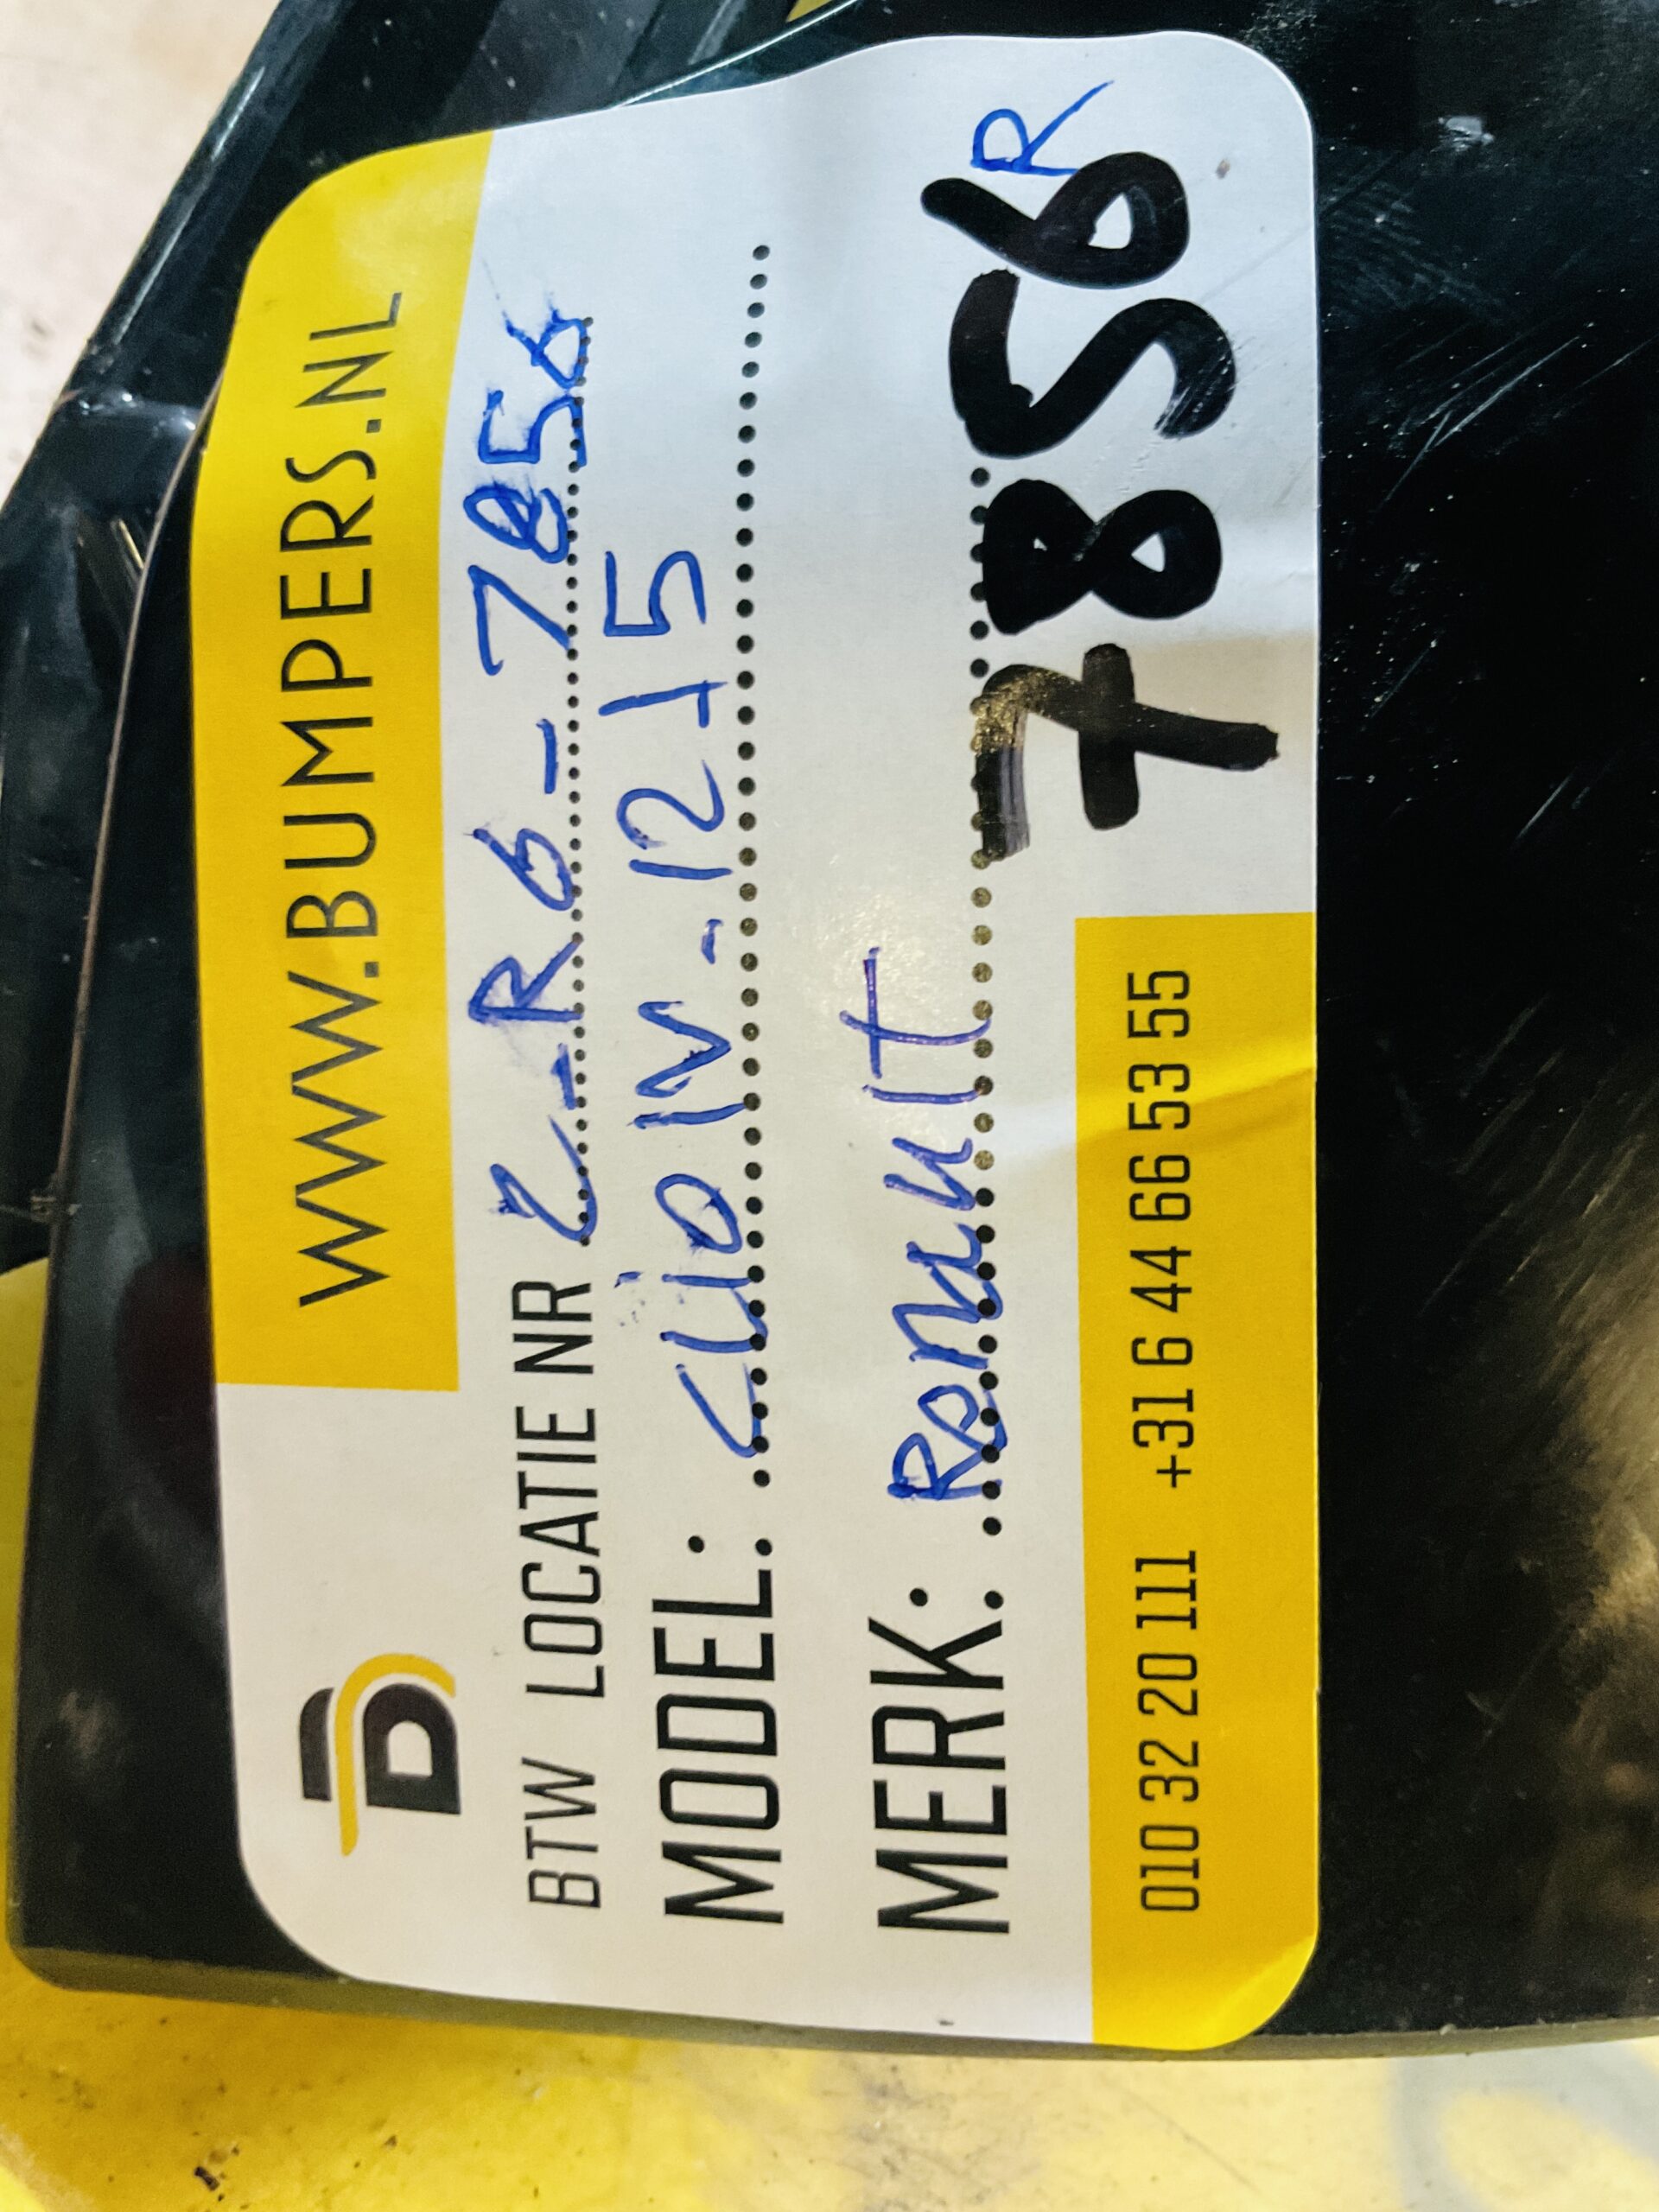 WWW.BUMPERS.NL
BTW LOCATIE NR 2-R6-7856
MODEL: Clio IV-12/15
MERK: Renault
R
7856
010 32 20 111 +31 6 44 66 53 55